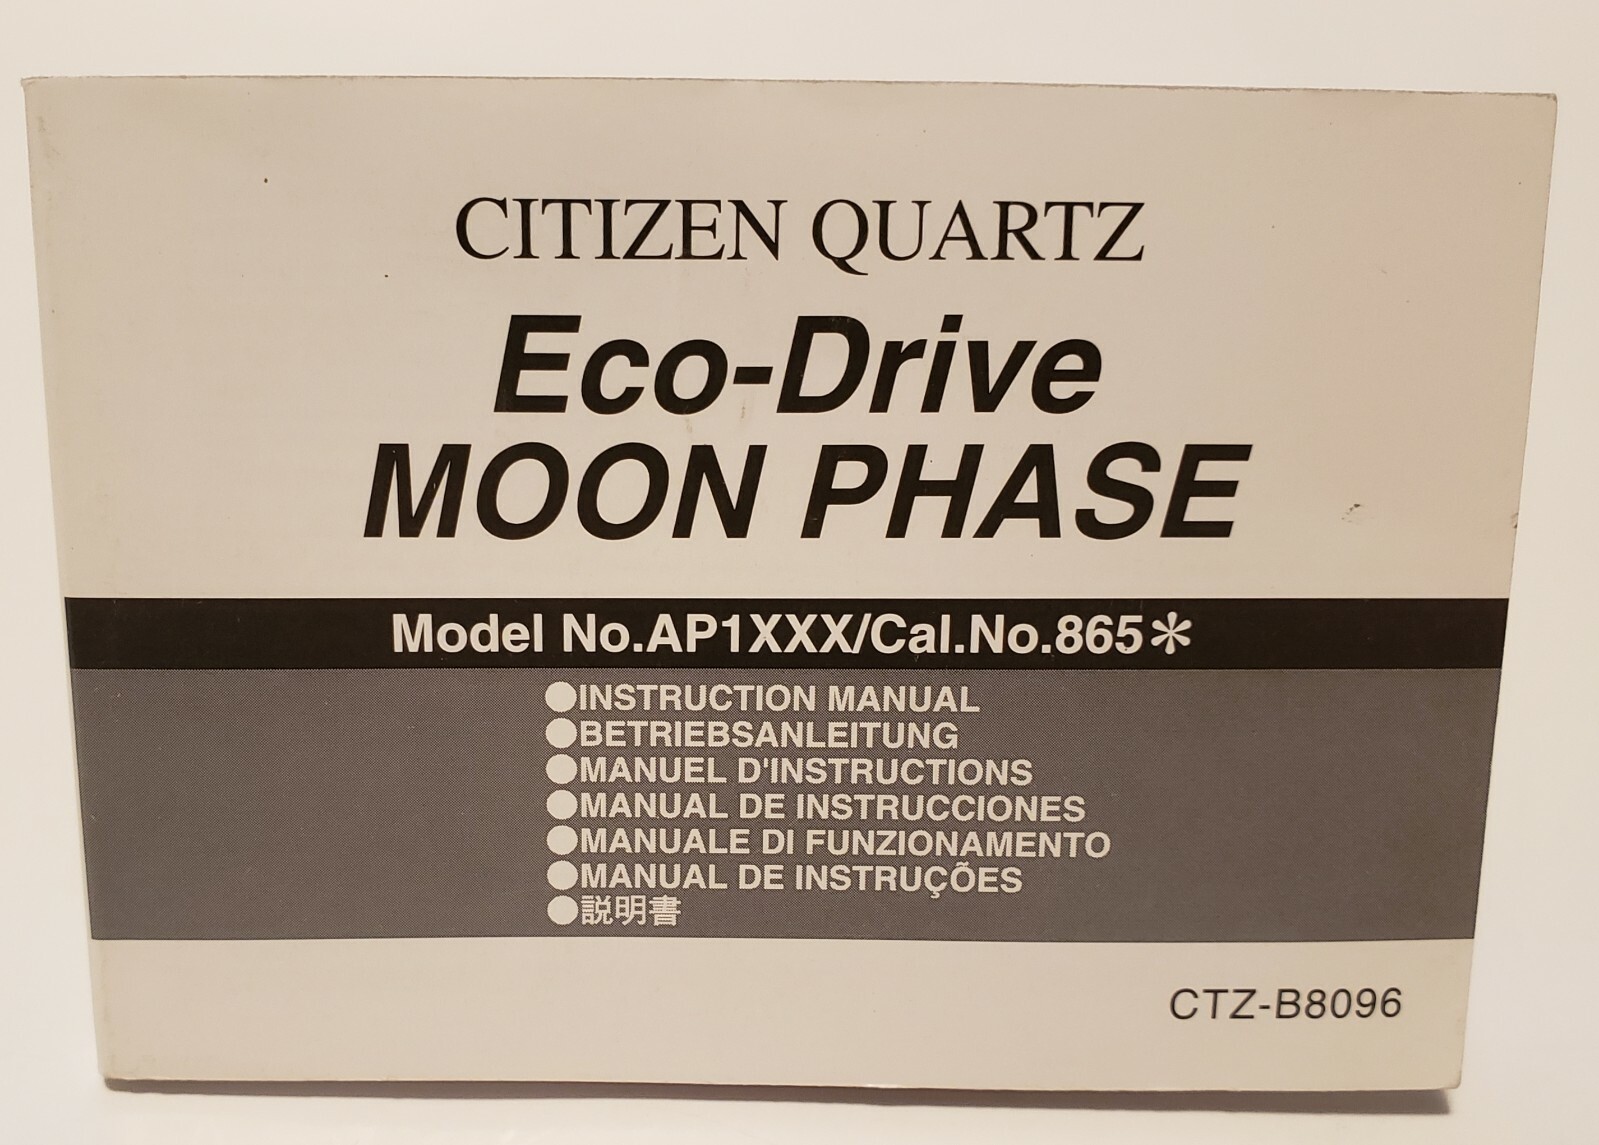 CITIZEN QUARTZ
Eco-Drive
MOON PHASE
Model No.AP1XXX/Cal.No.865＊
●INSTRUCTION MANUAL
●BETRIEBSANLEITUNG
●MANUEL D'INSTRUCTIONS
●MANUAL DE INSTRUCCIONES
●MANUALE DI FUNZIONAMENTO
●MANUAL DE INSTRUÇÕES
●説明書
CTZ-B8096